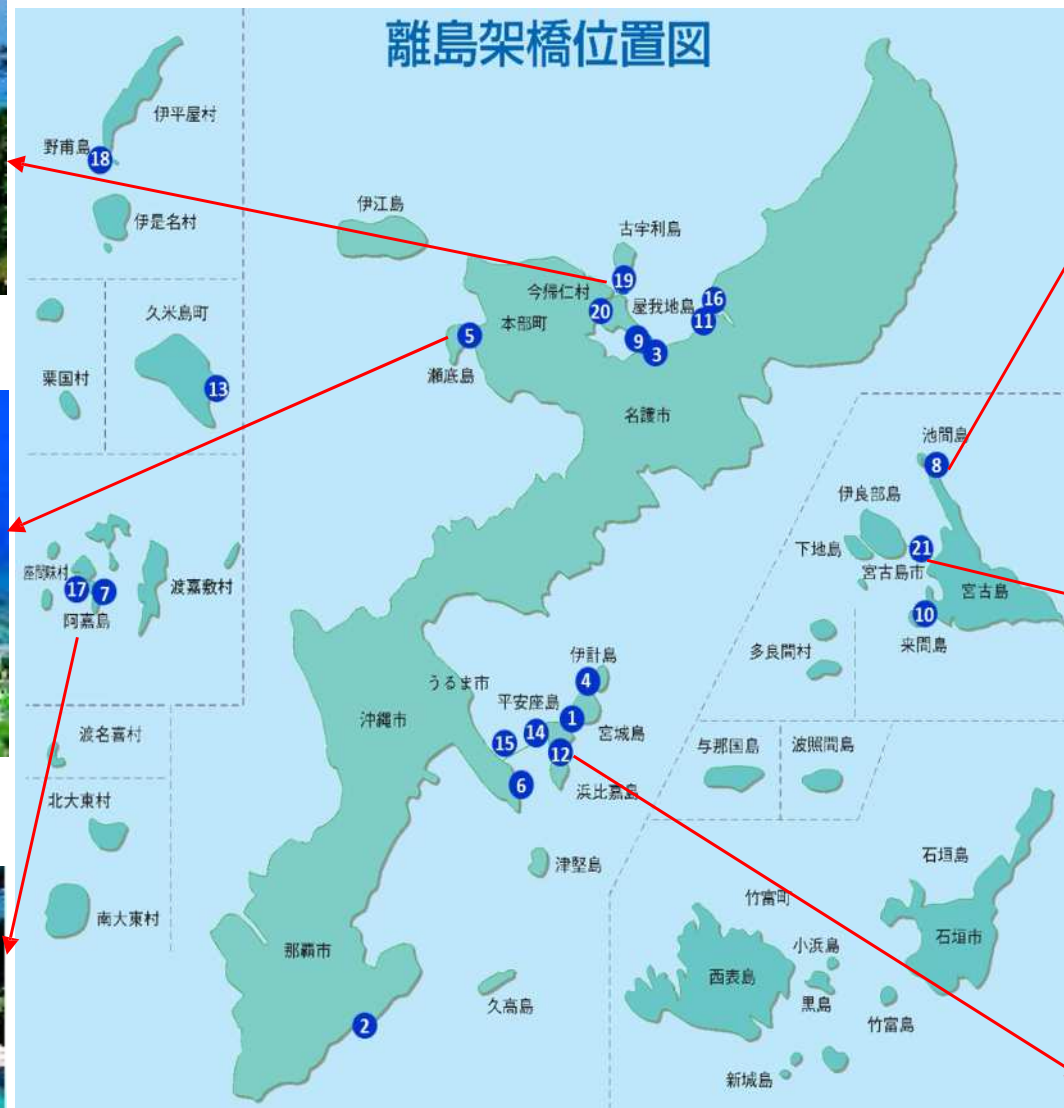 離島架橋位置図
伊平屋村
野甫島
18
伊是名村
伊江島
古宇利島
19
今帰仁村
20
屋我地島
16
11
本部町
5
瀬底島
9
3
名護市
久米島町
粟国村
13
座間味村
17
7
阿嘉島
渡嘉敷村
池間島
8
伊良部島
下地島
21
宮古島市
宮古島
10
来間島
多良間村
伊計島
4
うるま市
平安座島
沖縄市
1
14
宮城島
15
12
6
浜比嘉島
津堅島
渡名喜村
北大東村
南大東村
与那国島
波照間島
那覇市
2
久高島
石垣島
竹富町
石垣市
小浜島
西表島
黒島
竹富島
新城島